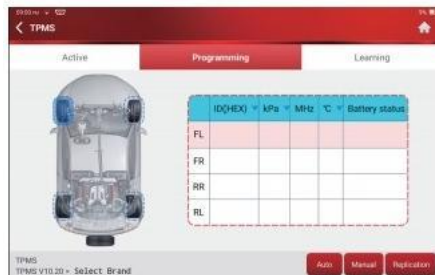 TPMS
Active Programming Learning
ID(HEX) kPa MHz °C Battery status
FL
FR
RR
RL
TPMS
TPMS V10.20 > Select Brand
Auto Manual Replication